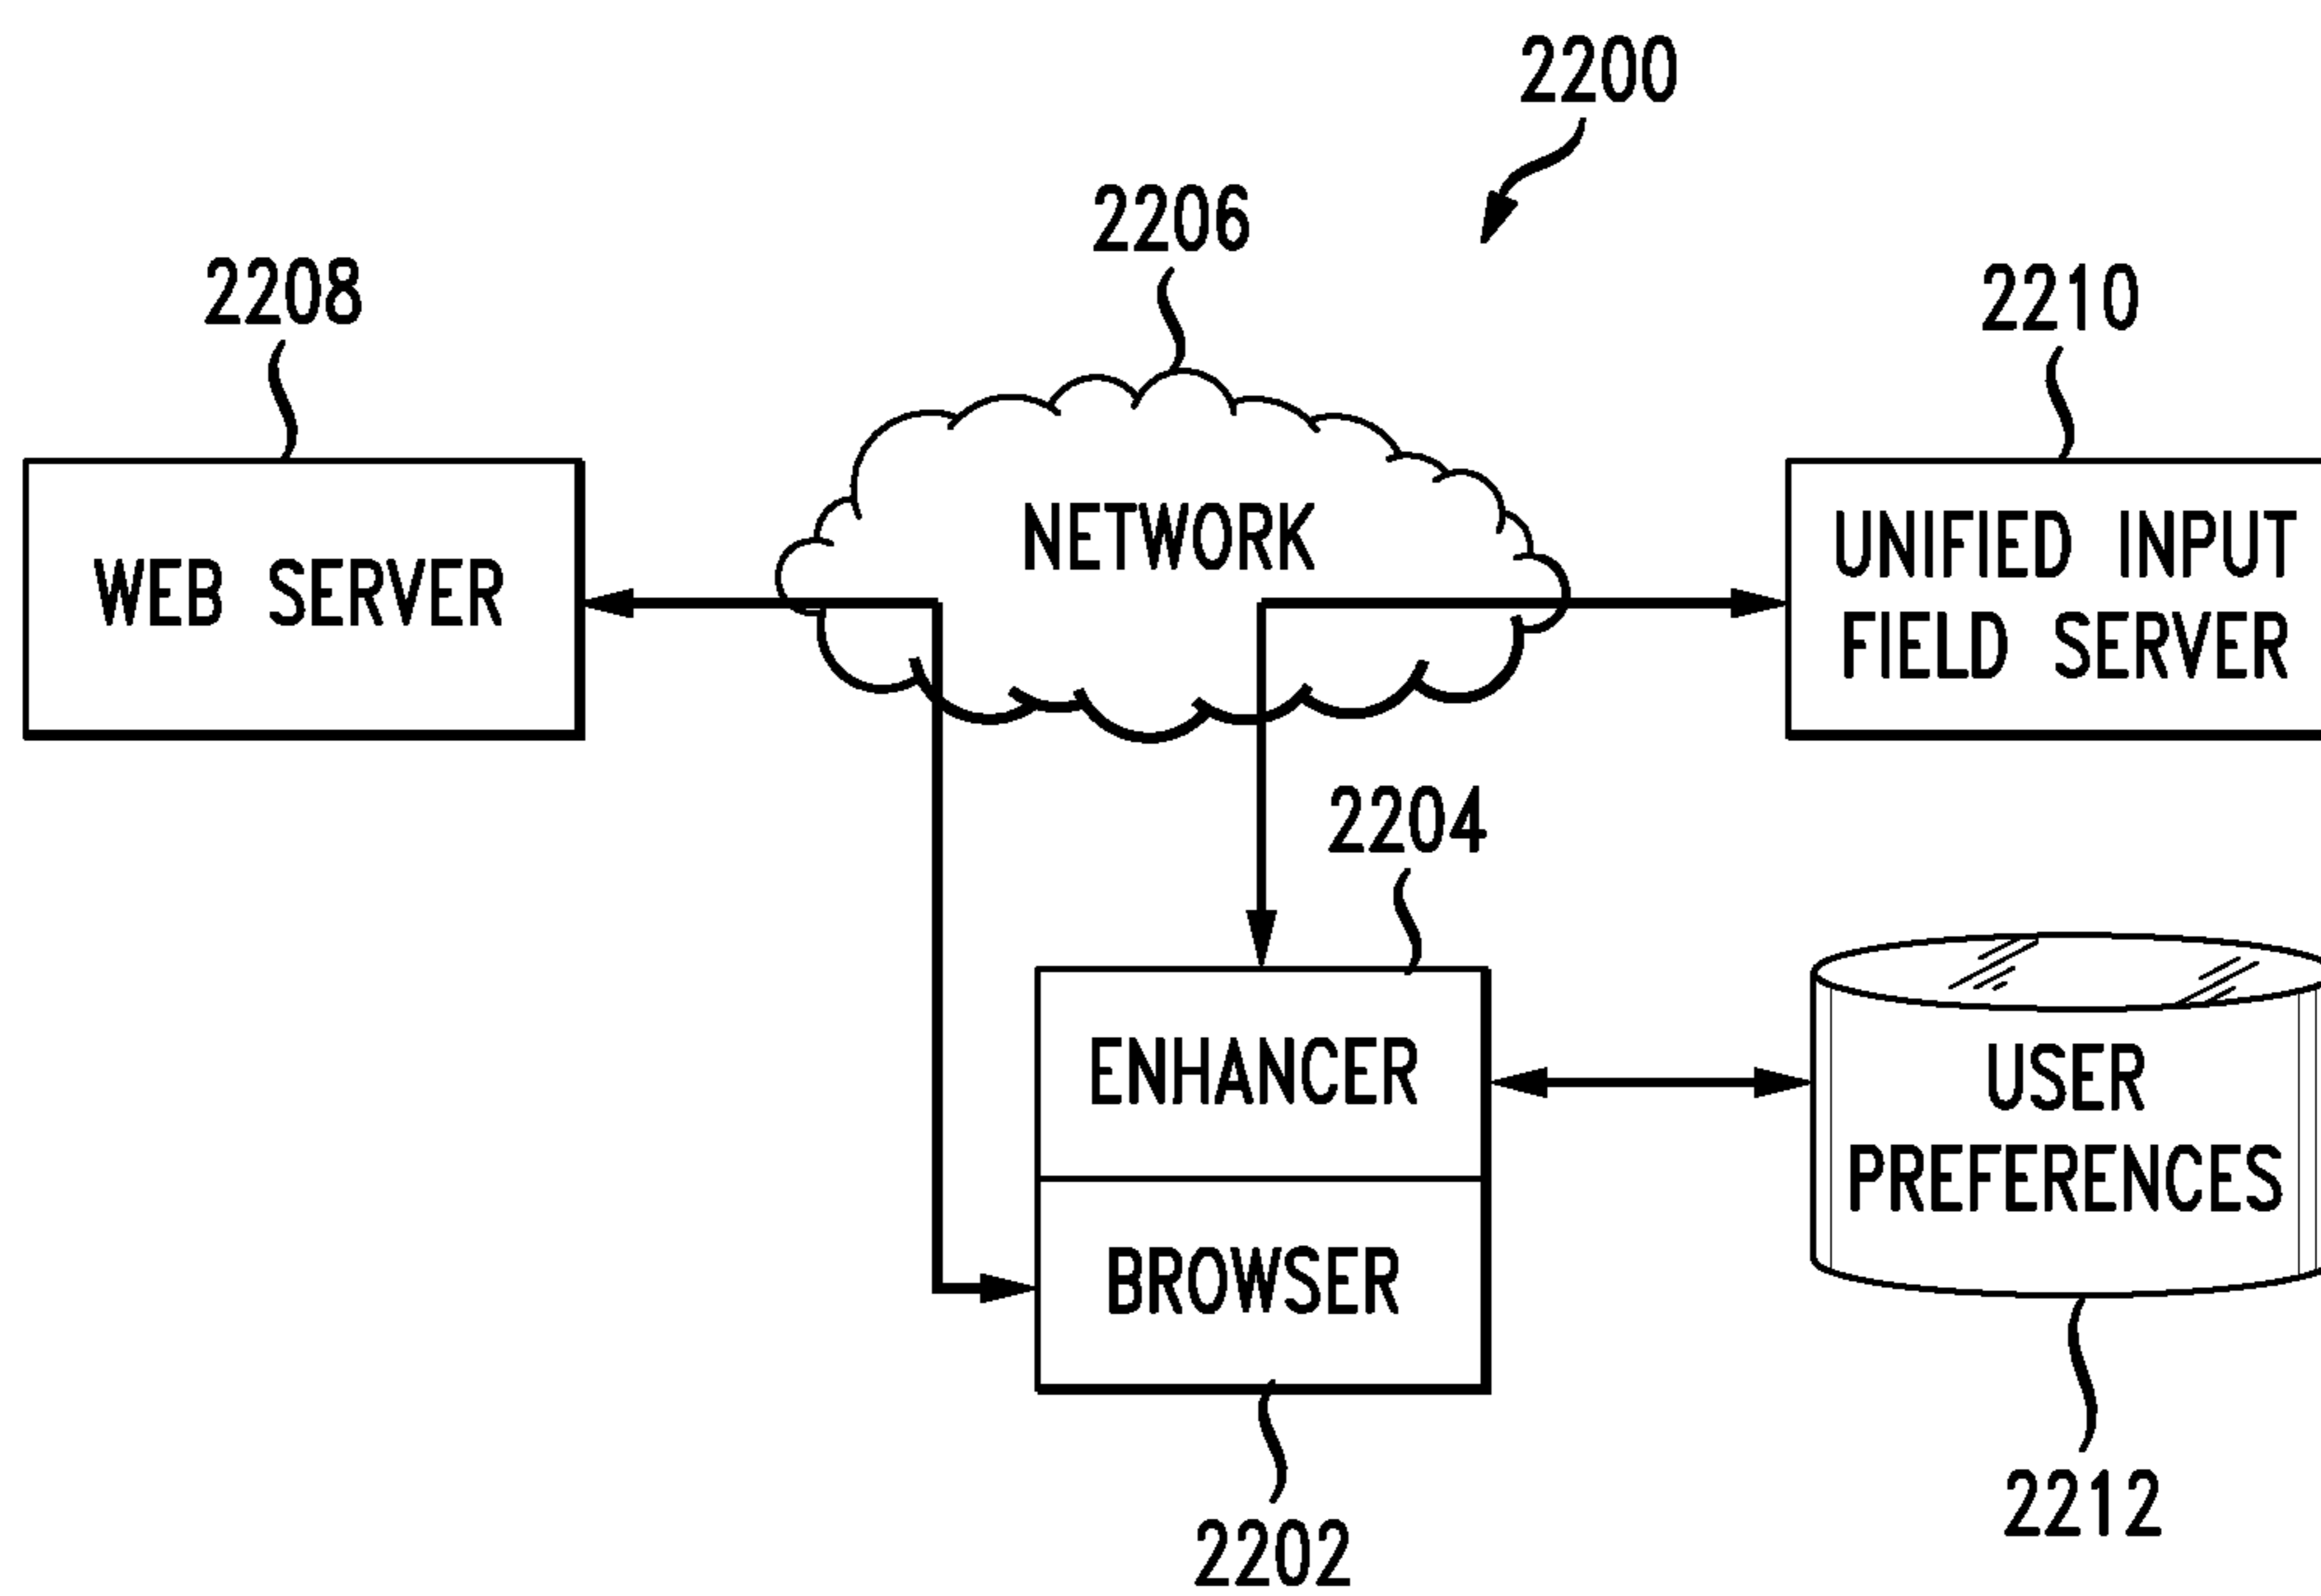 2200
2206
2208
2210
NETWORK
WEB SERVER
UNIFIED INPUT
FIELD SERVER
2204
ENHANCER
USER
PREFERENCES
BROWSER
2212
2202